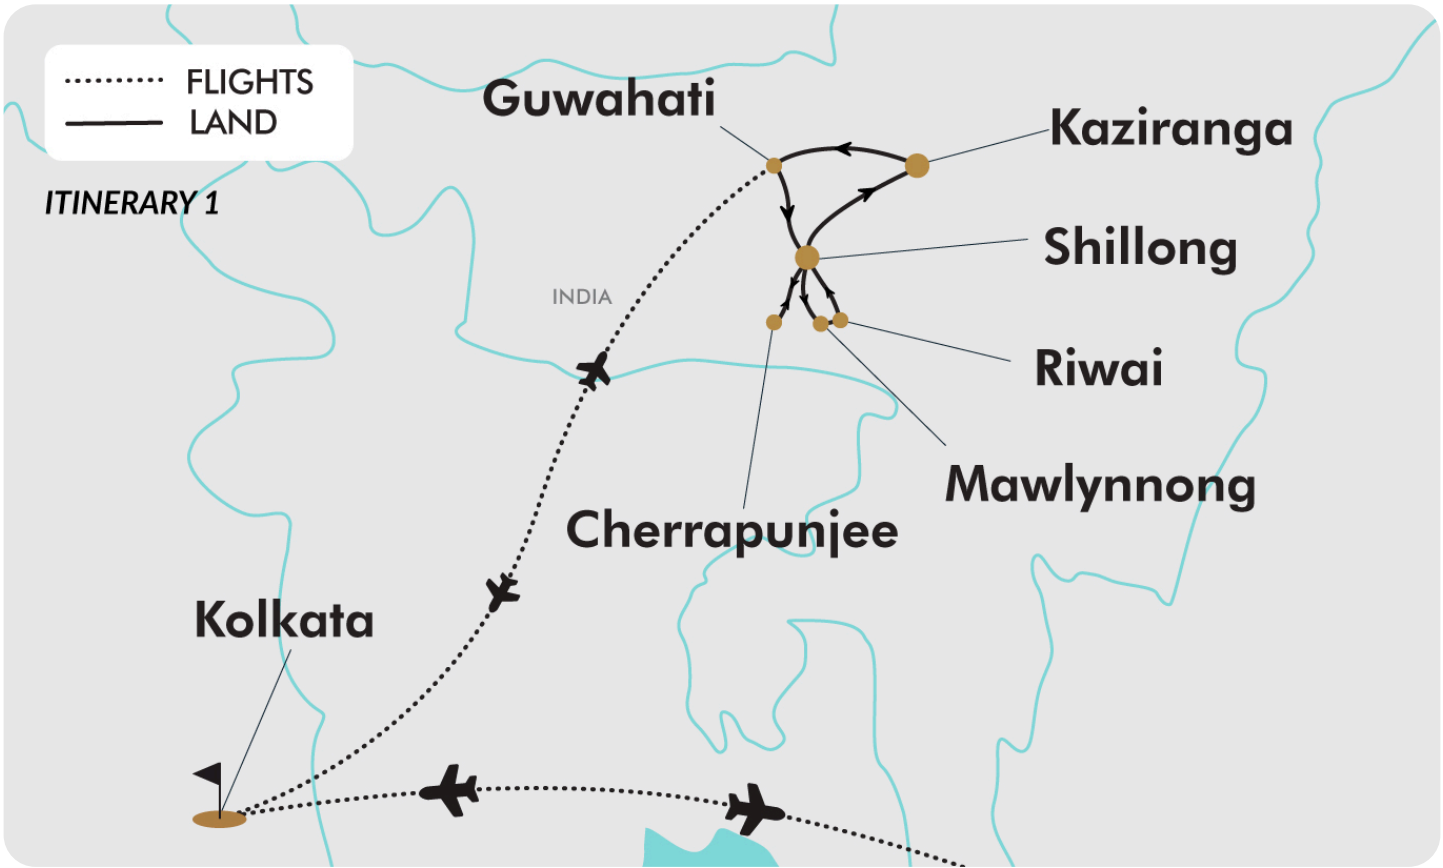 FLIGHTS
LAND
ITINERARY 1
Guwahati
Kaziranga
Shillong
INDIA
Riwai
Mawlynnong
Cherrapunjee
Kolkata